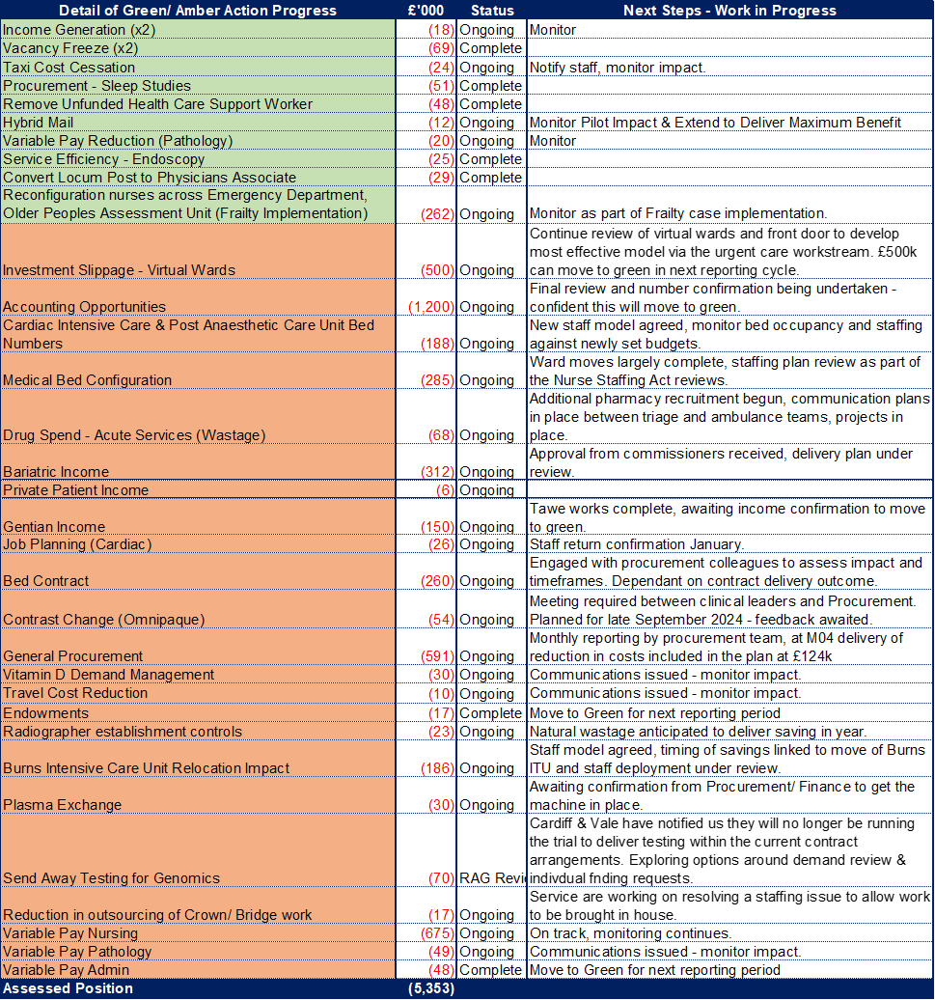 Detail of Green/ Amber Action Progress £'000 Status Next Steps - Work in Progress
Income Generation (x2) (18) Ongoing Monitor
Vacancy Freeze (x2) (69) Complete
Taxi Cost Cessation (24) Ongoing Notify staff, monitor impact.
Procurement - Sleep Studies (51) Complete
Remove Unfunded Health Care Support Worker (48) Complete
Hybrid Mail (12) Ongoing Monitor Pilot Impact & Extend to Deliver Maximum Benefit
Variable Pay Reduction (Pathology) (20) Ongoing Monitor
Service Efficiency - Endoscopy (25) Complete
Convert Locum Post to Physicians Associate (29) Complete
Reconfiguration nurses across Emergency Department,
Older Peoples Assessment Unit (Frailty Implementation) (262) Ongoing Monitor as part of Frailty case implementation.
Continue review of virtual wards and front door to develop
most effective model via the urgent care workstream. £500k
Investment Slippage - Virtual Wards (500) Ongoing can move to green in next reporting cycle.
Final review and number confirmation being undertaken -
Accounting Opportunities (1,200) Ongoing confident this will move to green.
Cardiac Intensive Care & Post Anaesthetic Care Unit Bed New staff model agreed, monitor bed occupancy and staffing
Numbers (188) Ongoing against newly set budgets.
Ward moves largely complete, staffing plan review as part of
Medical Bed Configuration (285) Ongoing the Nurse Staffing Act reviews.
Additional pharmacy recruitment begun, communication plans
in place between triage and ambulance teams, projects in
Drug Spend - Acute Services (Wastage) (68) Ongoing place.
Approval from commissioners received, delivery plan under
Bariatric Income (312) Ongoing review.
Private Patient Income (6) Ongoing
Tawe works complete, awaiting income confirmation to move
Gentian Income (150) Ongoing to green.
Job Planning (Cardiac) (26) Ongoing Staff return confirmation January.
Engaged with procurement colleagues to assess impact and
Bed Contract (260) Ongoing timeframes. Dependant on contract delivery outcome.
Meeting required between clinical leaders and Procurement.
Contrast Change (Omnipaque) (54) Ongoing Planned for late September 2024 - feedback awaited.
Monthly reporting by procurement team, at M04 delivery of
General Procurement (591) Ongoing reduction in costs included in the plan at £124k
Vitamin D Demand Management (30) Ongoing Communications issued - monitor impact.
Travel Cost Reduction (10) Ongoing Communications issued - monitor impact.
Endowments (17) Complete Move to Green for next reporting period
Radiographer establishment controls (23) Ongoing Natural wastage anticipated to deliver saving in year.
Staff model agreed, timing of savings linked to move of Burns
Burns Intensive Care Unit Relocation Impact (186) Ongoing ITU and staff deployment under review.
Awaiting confirmation from Procurement/ Finance to get the
Plasma Exchange (30) Ongoing machine in place.
Cardiff & Vale have notified us they will no longer be running
the trial to deliver testing within the current contract
arrangements. Exploring options around demand review &
Send Away Testing for Genomics (70) RAG Revi indivdual fnding requests.
Service are working on resolving a staffing issue to allow work
Reduction in outsourcing of Crown/ Bridge work (17) Ongoing to be brought in house.
Variable Pay Nursing (675) Ongoing On track, monitoring continues.
Variable Pay Pathology (49) Ongoing Communications issued - monitor impact.
Variable Pay Admin (48) Complete Move to Green for next reporting period
Assessed Position (5,353)